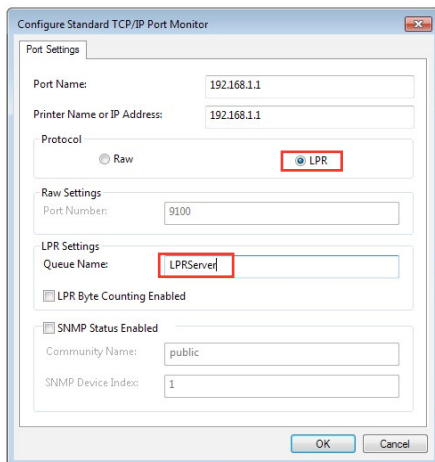 Configure Standard TCP/IP Port Monitor
Port Settings
Port Name: 192.168.1.1
Printer Name or IP Address: 192.168.1.1
Protocol
Raw LPR
Raw Settings
Port Number: 9100
LPR Settings
Queue Name: LPRServer
LPR Byte Counting Enabled
SNMP Status Enabled
Community Name: public
SNMP Device Index: 1
OK Cancel